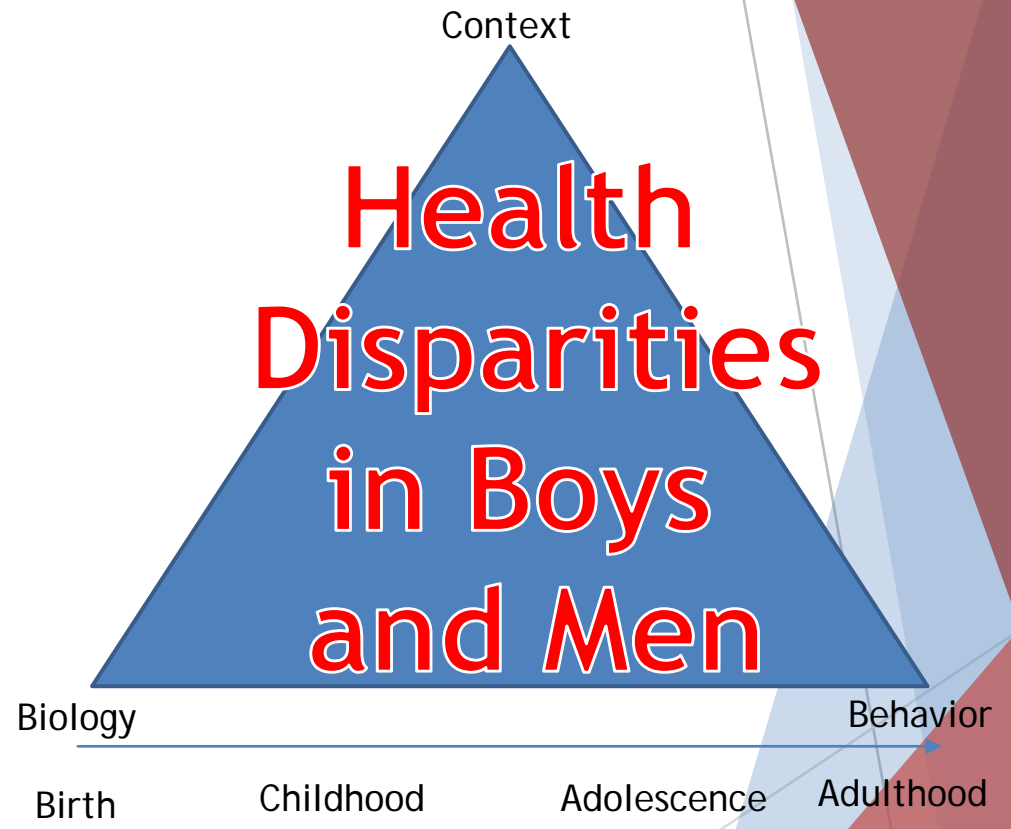 Context
Health
Disparities
in Boys
and Men
Biology
Behavior
Birth
Childhood
Adolescence
Adulthood